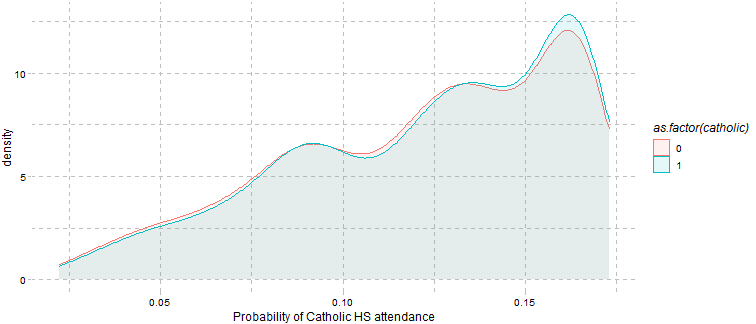 10
5
0
density
0.05 0.10 0.15
Probability of Catholic HS attendance
as.factor(catholic)
0
1